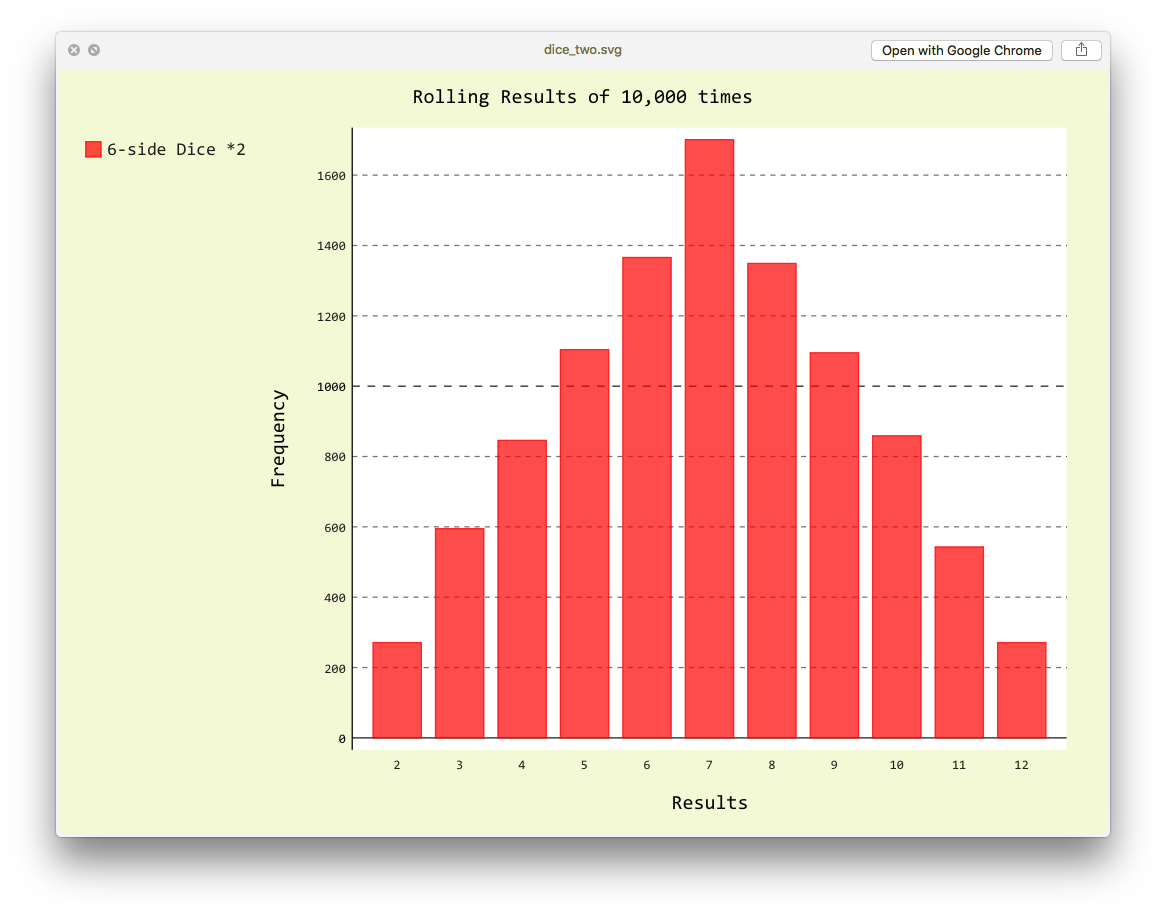 dice_two.svg
Open with Google Chrome
Rolling Results of 10,000 times
6-side Dice *2
1600
1400
1200
1000
800
600
400
200
0
Frequency
2 3 4 5 6 7 8 9 10 11 12
Results